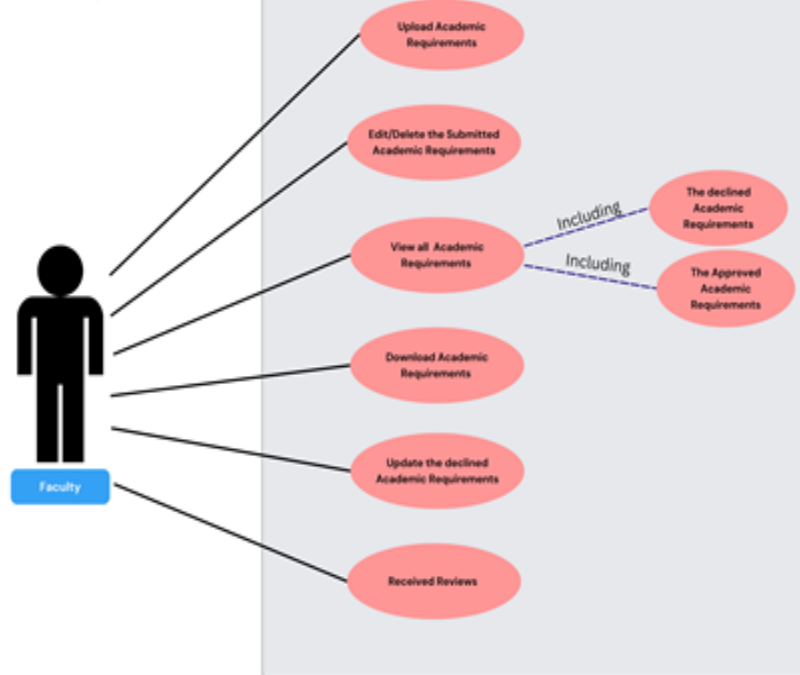 Upload Academic
Requirements
Edit/Delete the Submitted
Academic Requirements
View all Academic
Requirements
Including
The declined
Academic
Requirements
Including
The Approved
Academic
Requirements
Download Academic
Requirements
Update the declined
Academic Requirements
Faculty
Received Reviews